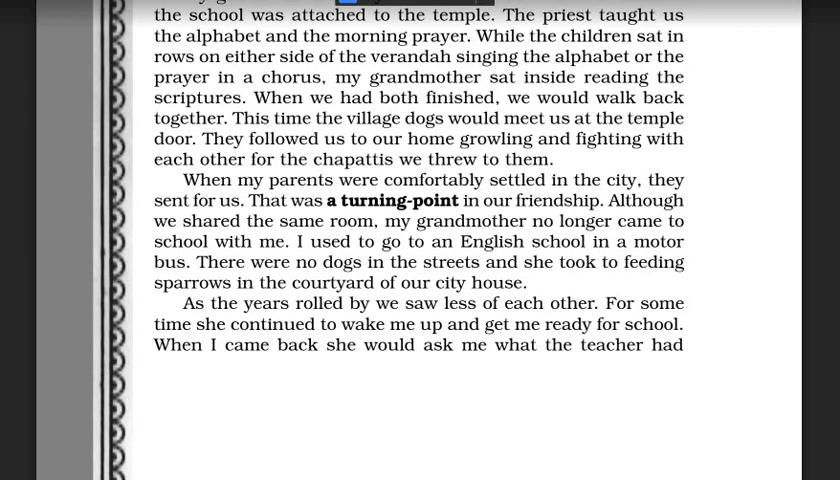 the school was attached to the temple. The priest taught us
the alphabet and the morning prayer. While the children sat in
rows on either side of the verandah singing the alphabet or the
prayer in a chorus, my grandmother sat inside reading the
scriptures. When we had both finished, we would walk back
together. This time the village dogs would meet us at the temple
door. They followed us to our home growling and fighting with
each other for the chapattis we threw to them.
When my parents were comfortably settled in the city, they
sent for us. That was a turning-point in our friendship. Although
we shared the same room, my grandmother no longer came to
school with me. I used to go to an English school in a motor
bus. There were no dogs in the streets and she took to feeding
sparrows in the courtyard of our city house.
As the years rolled by we saw less of each other. For some
time she continued to wake me up and get me ready for school.
When I came back she would ask me what the teacher had